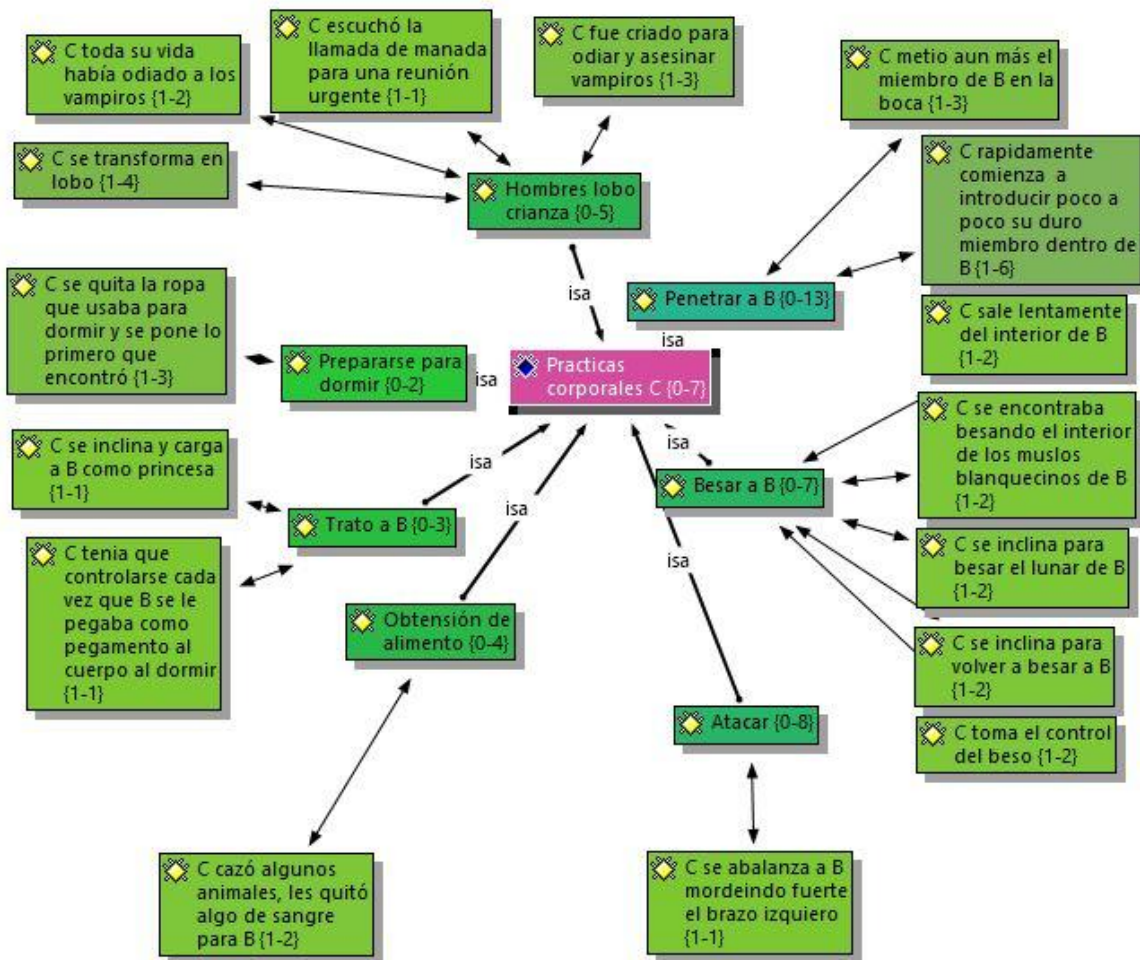 C toda su vida
había odiado a los
vampiros {1-2}
C escuchó la
llamada de manada
para una reunión
urgente {1-1}
C fue criado para
odiar y asesinar
vampiros {1-3}
C metio aun más el
miembro de B en la
boca {1-3}
C se transforma en
lobo {1-4}
Hombres lobo
crianza {0-5}
C rapidamente
comienza a
introducir poco a
poco su duro
miembro dentro de
B {1-6}
isa
Penetrar a B {0-13}
isa
C sale lentamente
del interior de B
{1-2}
C se quita la ropa
que usaba para
dormir y se pone lo
primero que
encontró {1-3}
Prepararse para
dormir {0-2}
isa
Practicas
corporales C {0-7}
C se encontraba
besando el interior
de los muslos
blanquecinos de B
{1-2}
isa
Besar a B {0-7}
C se inclina y carga
a B como princesa
{1-1}
isa
Trato a B {0-3}
isa
C se inclina para
besar el lunar de B
{1-2}
C tenia que
controlarse cada
vez que B se le
pegaba como
pegamento al
cuerpo al dormir
{1-1}
isa
Obtensión de
alimento {0-4}
C se inclina para
volver a besar a B
{1-2}
Atacar {0-8}
C toma el control
del beso {1-2}
C cazó algunos
animales, les quitó
algo de sangre
para B {1-2}
C se abalanza a B
mordeindo fuerte
el brazo izquiero
{1-1}